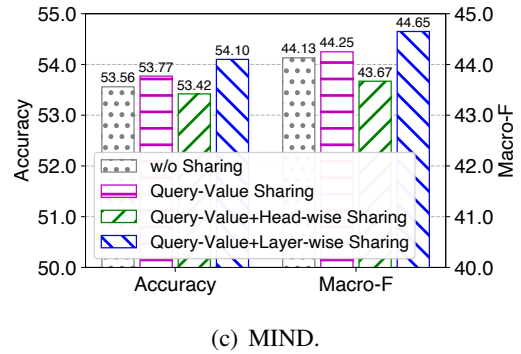 55.0
54.0
53.0
52.0
51.0
50.0
Accuracy
53.56
53.77
53.42
54.10
44.13
44.25
43.67
44.65
45.0
44.0
43.0
42.0
41.0
40.0
Macro-F
w/o Sharing
Query-Value Sharing
Query-Value+Head-wise Sharing
Query-Value+Layer-wise Sharing
Accuracy
Macro-F
(c) MIND.